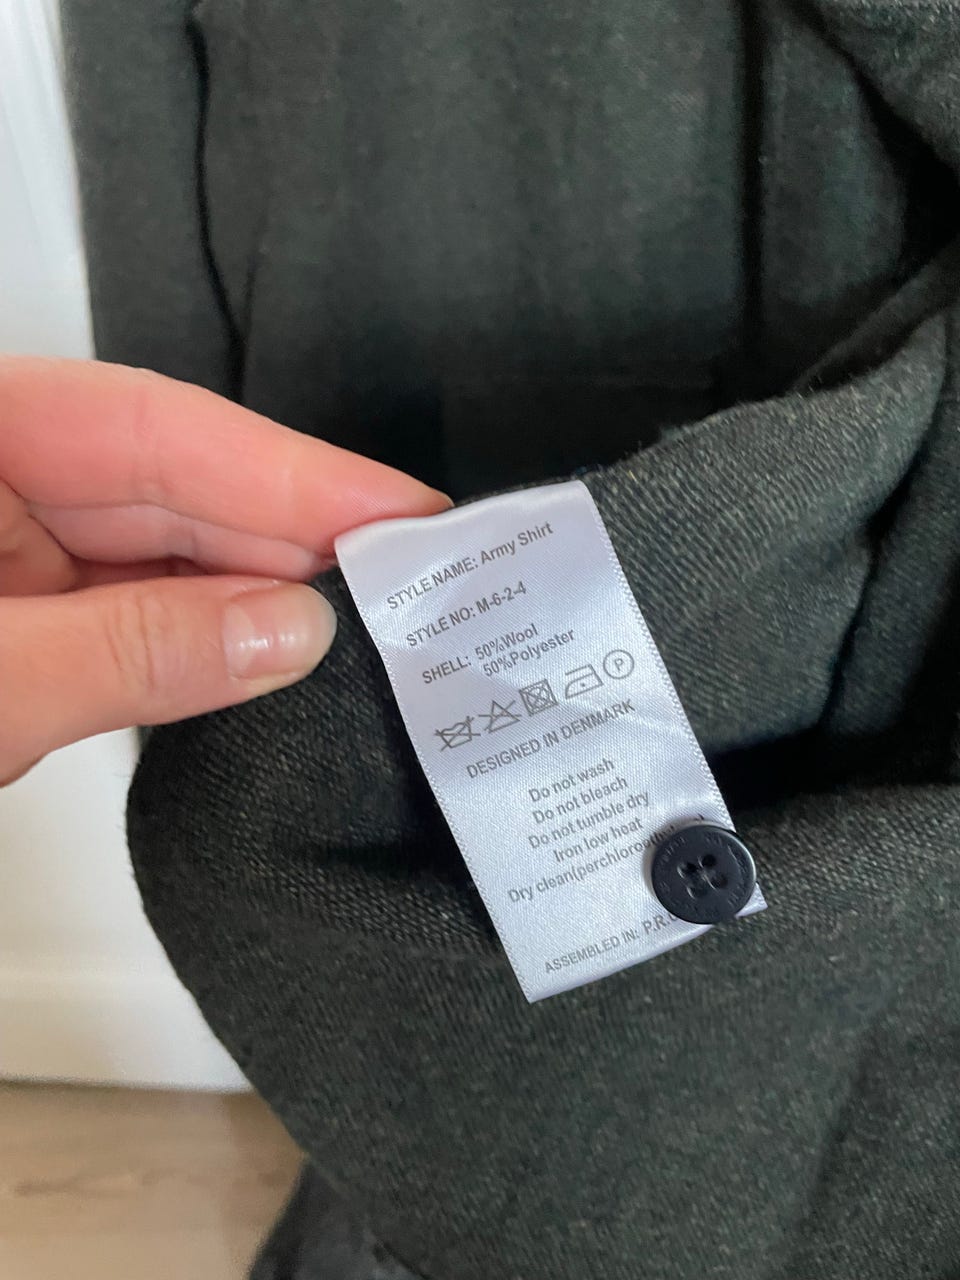 STYLE NAME: Army Shirt
STYLE NO: M-6-2-4
SHELL: 50%Wool
50%Polyester
P
DESIGNED IN DENMARK
Do not wash
Do not bleach
Do not tumble dry
Iron low heat
Dry
ASSEMBLED IN: